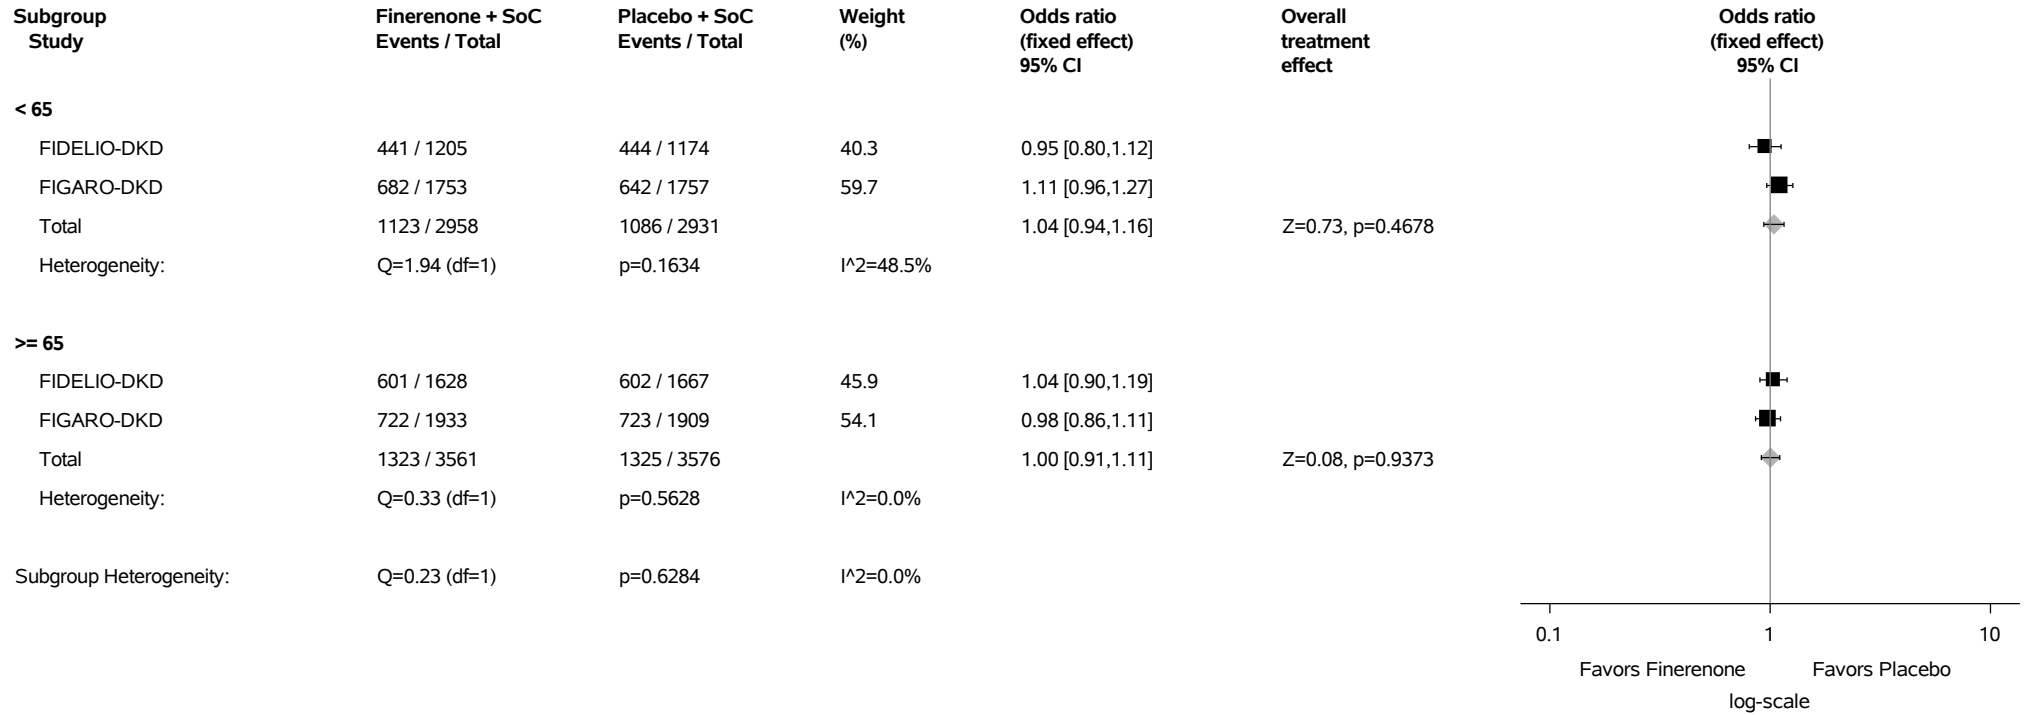 Subgroup Finerenone + SoC Placebo + SoC Weight Odds ratio Overall Odds ratio
Study Events / Total Events / Total (%) (fixed effect) treatment (fixed effect)
95% CI effect 95% CI
< 65
FIDELIO-DKD 441 / 1205 444 / 1174 40.3 0.95 [0.80,1.12]
FIGARO-DKD 682 / 1753 642 / 1757 59.7 1.11 [0.96,1.27]
Total 1123 / 2958 1086 / 2931 1.04 [0.94,1.16] Z=0.73, p=0.4678
Heterogeneity: Q=1.94 (df=1) p=0.1634 I^2=48.5%
>= 65
FIDELIO-DKD 601 / 1628 602 / 1667 45.9 1.04 [0.90,1.19]
FIGARO-DKD 722 / 1933 723 / 1909 54.1 0.98 [0.86,1.11]
Total 1323 / 3561 1325 / 3576 1.00 [0.91,1.11] Z=0.08, p=0.9373
Heterogeneity: Q=0.33 (df=1) p=0.5628 I^2=0.0%
Subgroup Heterogeneity: Q=0.23 (df=1) p=0.6284 I^2=0.0%
0.1 1 10
Favors Finerenone Favors Placebo
log-scale